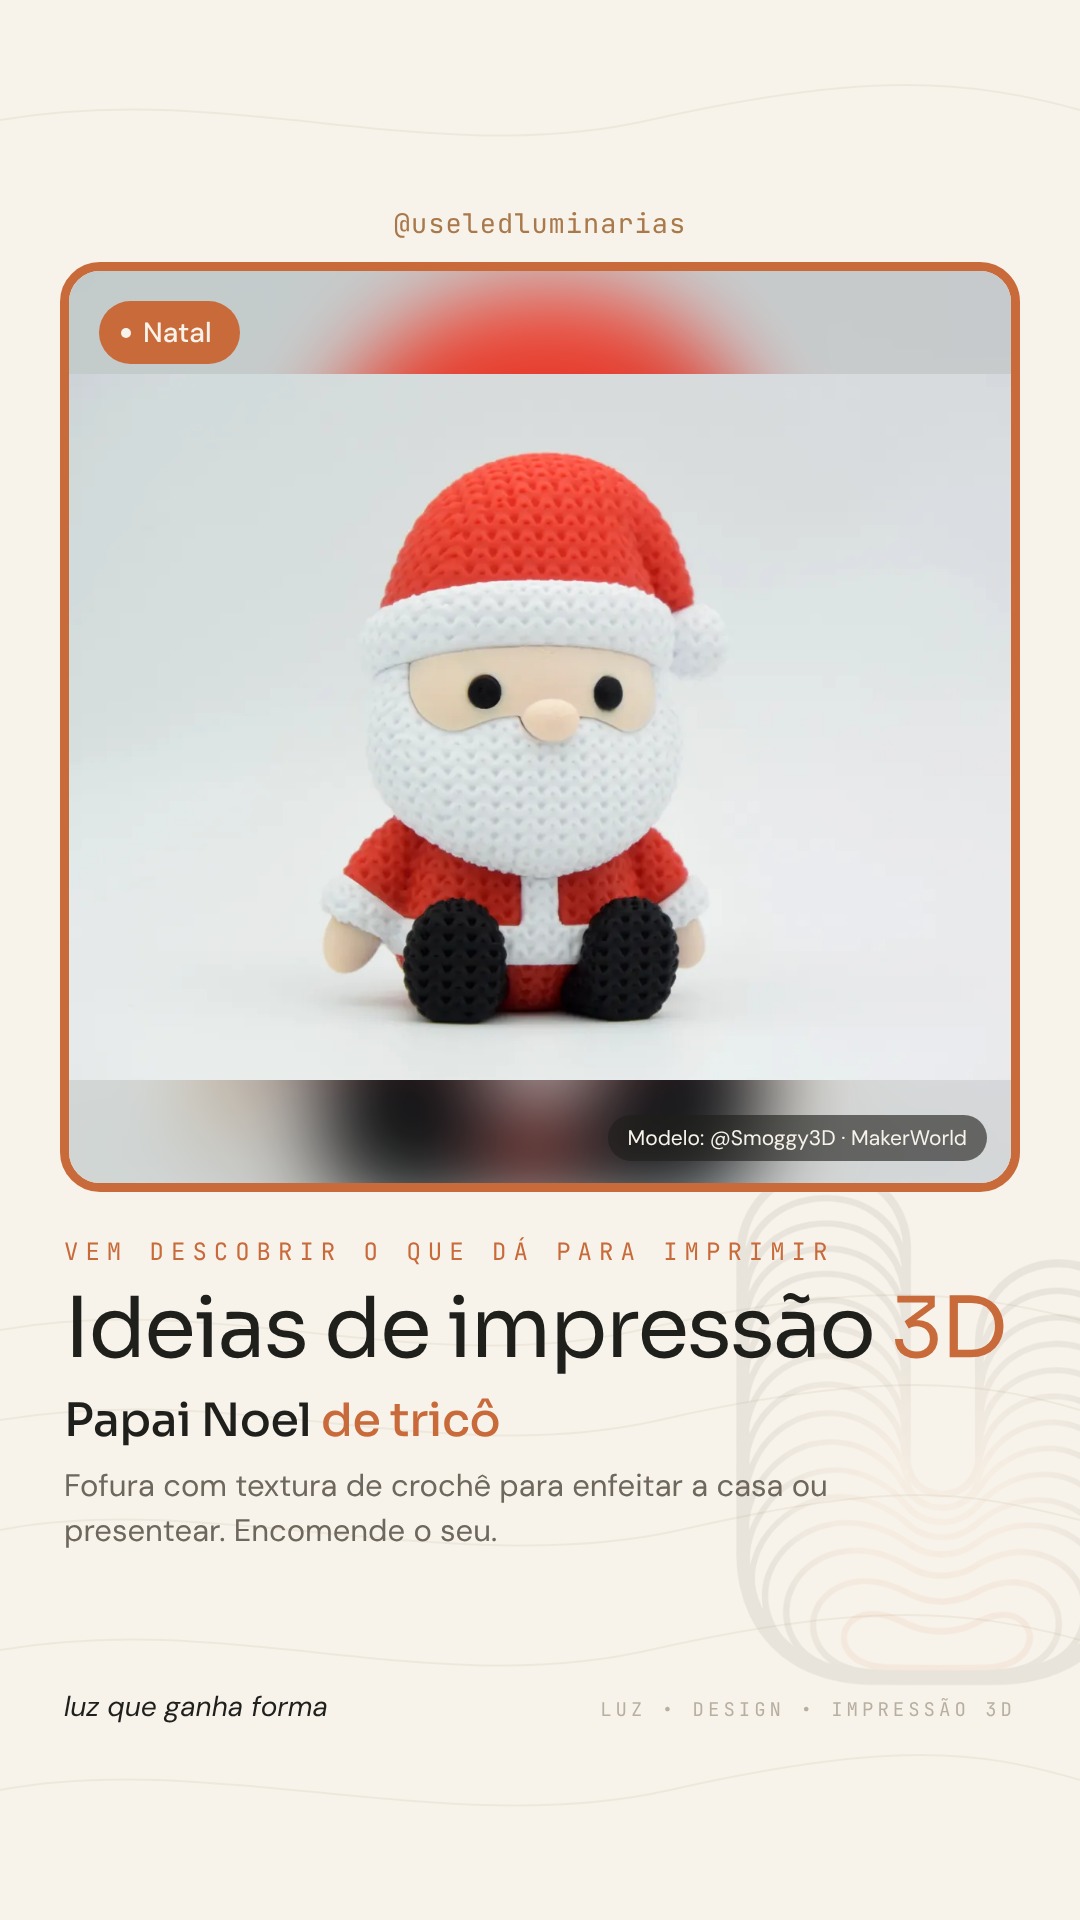 @useledluminarias
• Natal
Modelo: @Smoggy3D · MakerWorld
VEM DESCOBRIR O QUE DÁ PARA IMPRIMIR
Ideias de impressão 3D
Papai Noel de tricô
Fofura com textura de crochê para enfeitar a casa ou
presentear. Encomende o seu.
luz que ganha forma
LUZ • DESIGN • IMPRESSÃO 3D